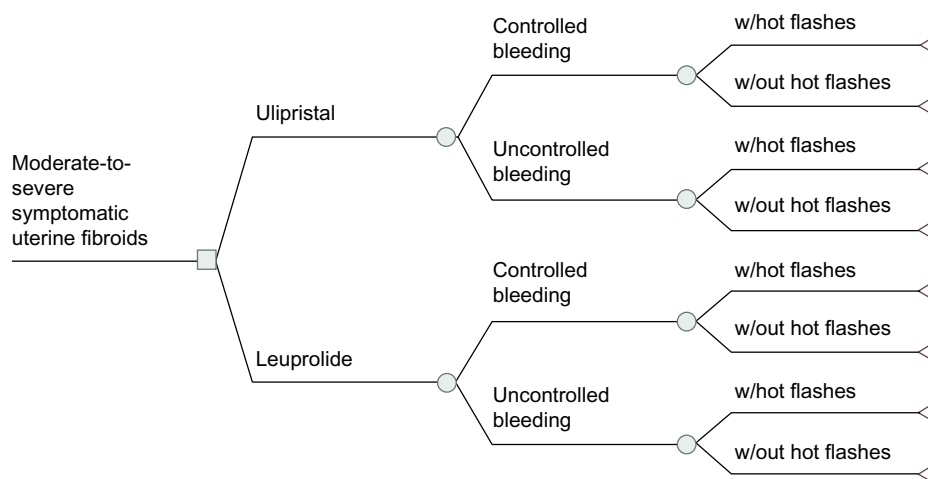 Moderate-to-
severe
symptomatic
uterine fibroids
Ulipristal
Controlled
bleeding
w/hot flashes
w/out hot flashes
Uncontrolled
bleeding
w/hot flashes
w/out hot flashes
Leuprolide
Controlled
bleeding
w/hot flashes
w/out hot flashes
Uncontrolled
bleeding
w/hot flashes
w/out hot flashes